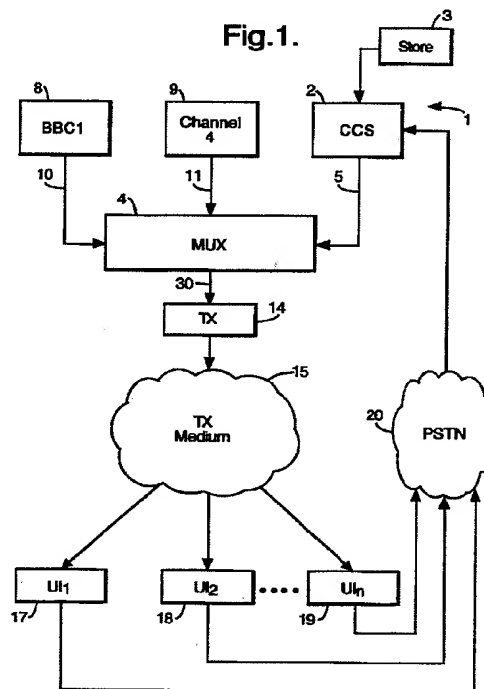 Fig.1.
3
Store
8
BBC1
9
Channel
4
2
CCS
1
10
11
5
4
MUX
30
TX
14
15
TX
Medium
20
PSTN
UI1
17
UI2
18
UIn
19